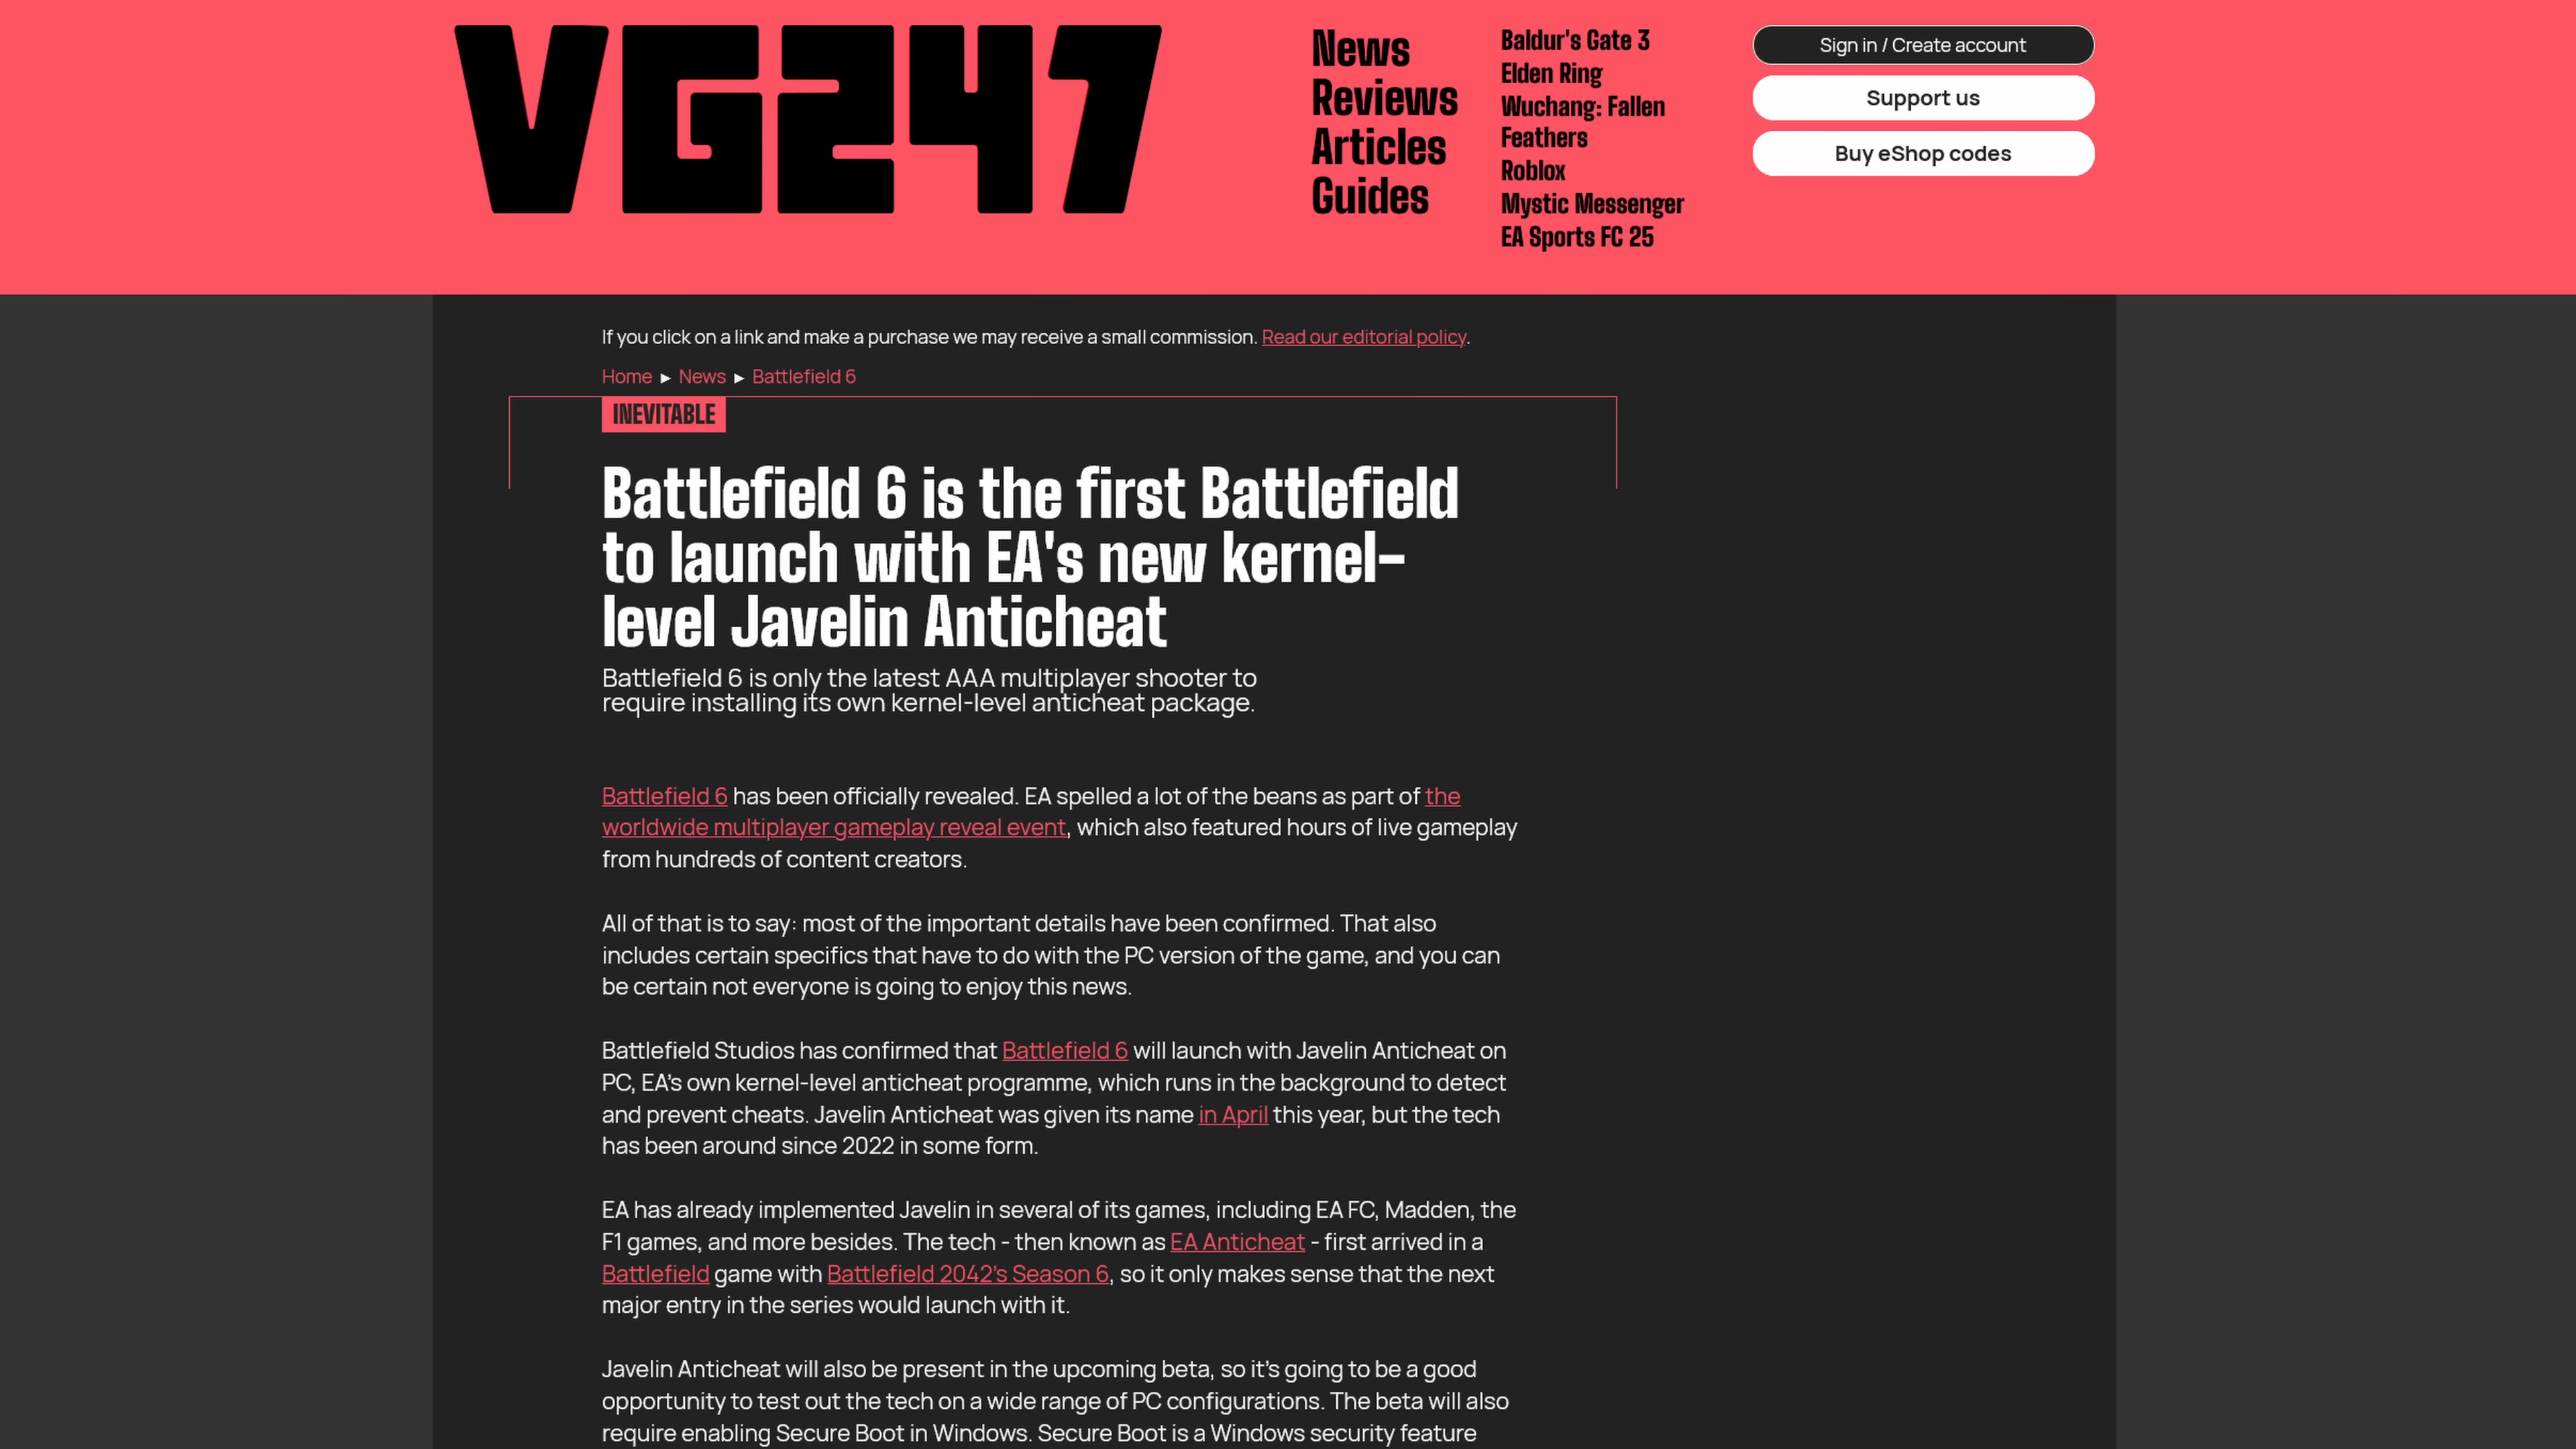 VG247
News
Reviews
Articles
Guides
Baldur's Gate 3
Elden Ring
Wuchang: Fallen
Feathers
Roblox
Mystic Messenger
EA Sports FC 25
Sign in / Create account
Support us
Buy eShop codes
If you click on a link and make a purchase we may receive a small commission. Read our editorial policy.
Home ▶ News ▶ Battlefield 6
INEVITABLE
Battlefield 6 is the first Battlefield
to launch with EA's new kernel-
level Javelin Anticheat
Battlefield 6 is only the latest AAA multiplayer shooter to
require installing its own kernel-level anticheat package.
Battlefield 6 has been officially revealed. EA spelled a lot of the beans as part of the
worldwide multiplayer gameplay reveal event, which also featured hours of live gameplay
from hundreds of content creators.
All of that is to say: most of the important details have been confirmed. That also
includes certain specifics that have to do with the PC version of the game, and you can
be certain not everyone is going to enjoy this news.
Battlefield Studios has confirmed that Battlefield 6 will launch with Javelin Anticheat on
PC, EA’s own kernel-level anticheat programme, which runs in the background to detect
and prevent cheats. Javelin Anticheat was given its name in April this year, but the tech
has been around since 2022 in some form.
EA has already implemented Javelin in several of its games, including EA FC, Madden, the
F1 games, and more besides. The tech - then known as EA Anticheat - first arrived in a
Battlefield game with Battlefield 2042’s Season 6, so it only makes sense that the next
major entry in the series would launch with it.
Javelin Anticheat will also be present in the upcoming beta, so it’s going to be a good
opportunity to test out the tech on a wide range of PC configurations. The beta will also
require enabling Secure Boot in Windows. Secure Boot is a Windows security feature